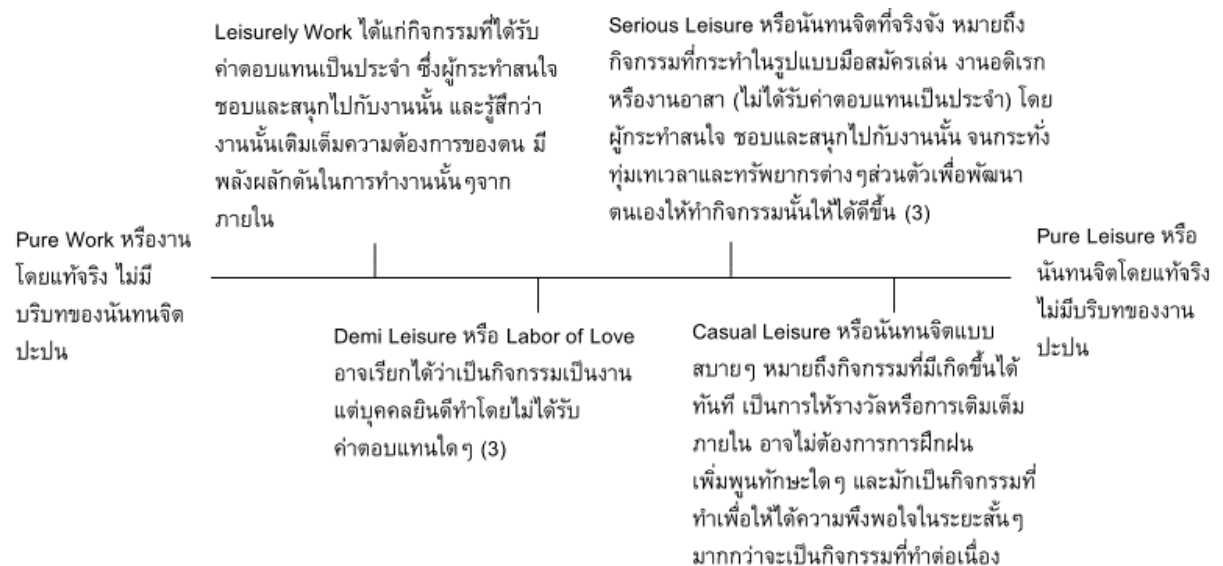 Leisurely Work ได้แก่กิจกรรมที่ได้รับ
ค่าตอบแทนเป็นประจำ ซึ่งผู้กระทำสนใจ
ชอบและสนุกไปกับงานนั้น และรู้สึกว่า
งานนั้นเติมเต็มความต้องการของตน มี
พลังผลักดันในการทำงานนั้นๆจาก
ภายใน
Serious Leisure หรือนันทนจิตที่จริงจัง หมายถึง
กิจกรรมที่กระทำในรูปแบบมือสมัครเล่น งานอดิเรก
หรืองานอาสา (ไม่ได้รับค่าตอบแทนเป็นประจำ) โดย
ผู้กระทำสนใจ ชอบและสนุกไปกับงานนั้น จนกระทั่ง
ทุ่มเทเวลาและทรัพยากรต่างๆส่วนตัวเพื่อพัฒนา
ตนเองให้ทำกิจกรรมนั้นให้ได้ดีขึ้น (3)
Pure Work หรืองาน
โดยแท้จริง ไม่มี
บริบทของนันทนจิต
ปะปน
Pure Leisure หรือ
นันทนจิตโดยแท้จริง
ไม่มีบริบทของงาน
ปะปน
Demi Leisure หรือ Labor of Love
อาจเรียกได้ว่าเป็นกิจกรรมเป็นงาน
แต่บุคคลยินดีทำโดยไม่ได้รับ
ค่าตอบแทนใดๆ (3)
Casual Leisure หรือนันทนจิตแบบ
สบายๆ หมายถึงกิจกรรมที่มีเกิดขึ้นได้
ทันที เป็นการให้รางวัลหรือการเติมเต็ม
ภายใน อาจไม่ต้องการการฝึกฝน
เพิ่มพูนทักษะใดๆ และมักเป็นกิจกรรมที่
ทำเพื่อให้ได้ความพึงพอใจในระยะสั้นๆ
มากกว่าจะเป็นกิจกรรมที่ทำต่อเนื่อง